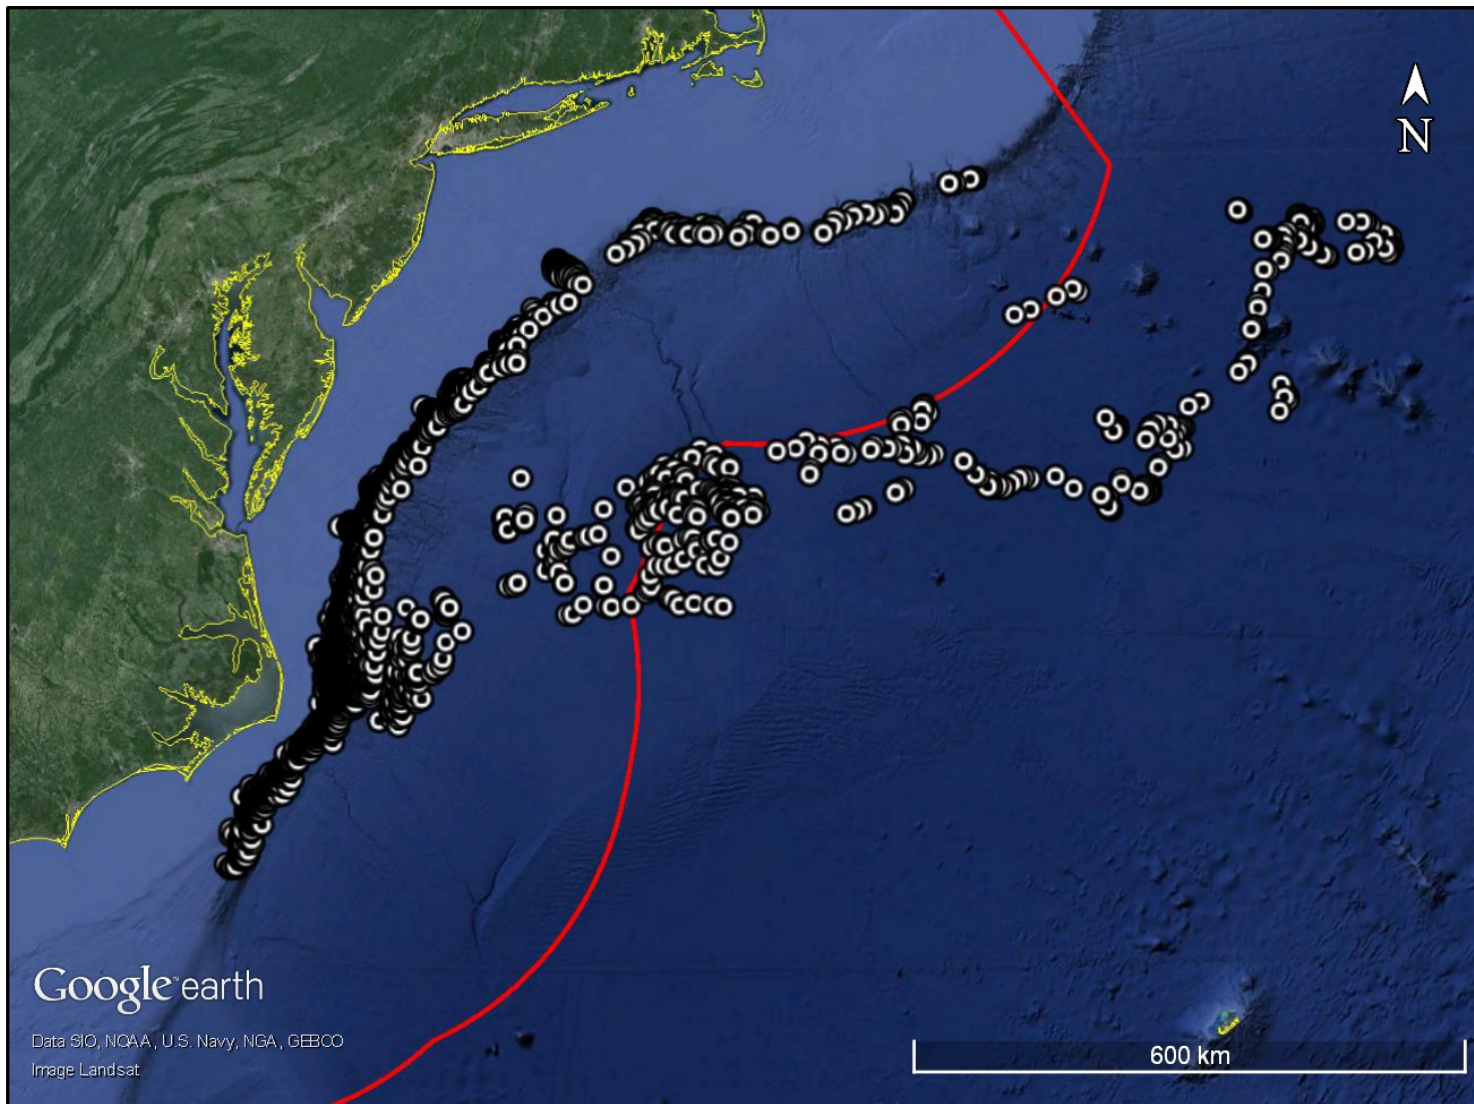 N
Google earth
Data SIO, NOAA, U.S. Navy, NGA, GEBCO
Image Landsat
600 km